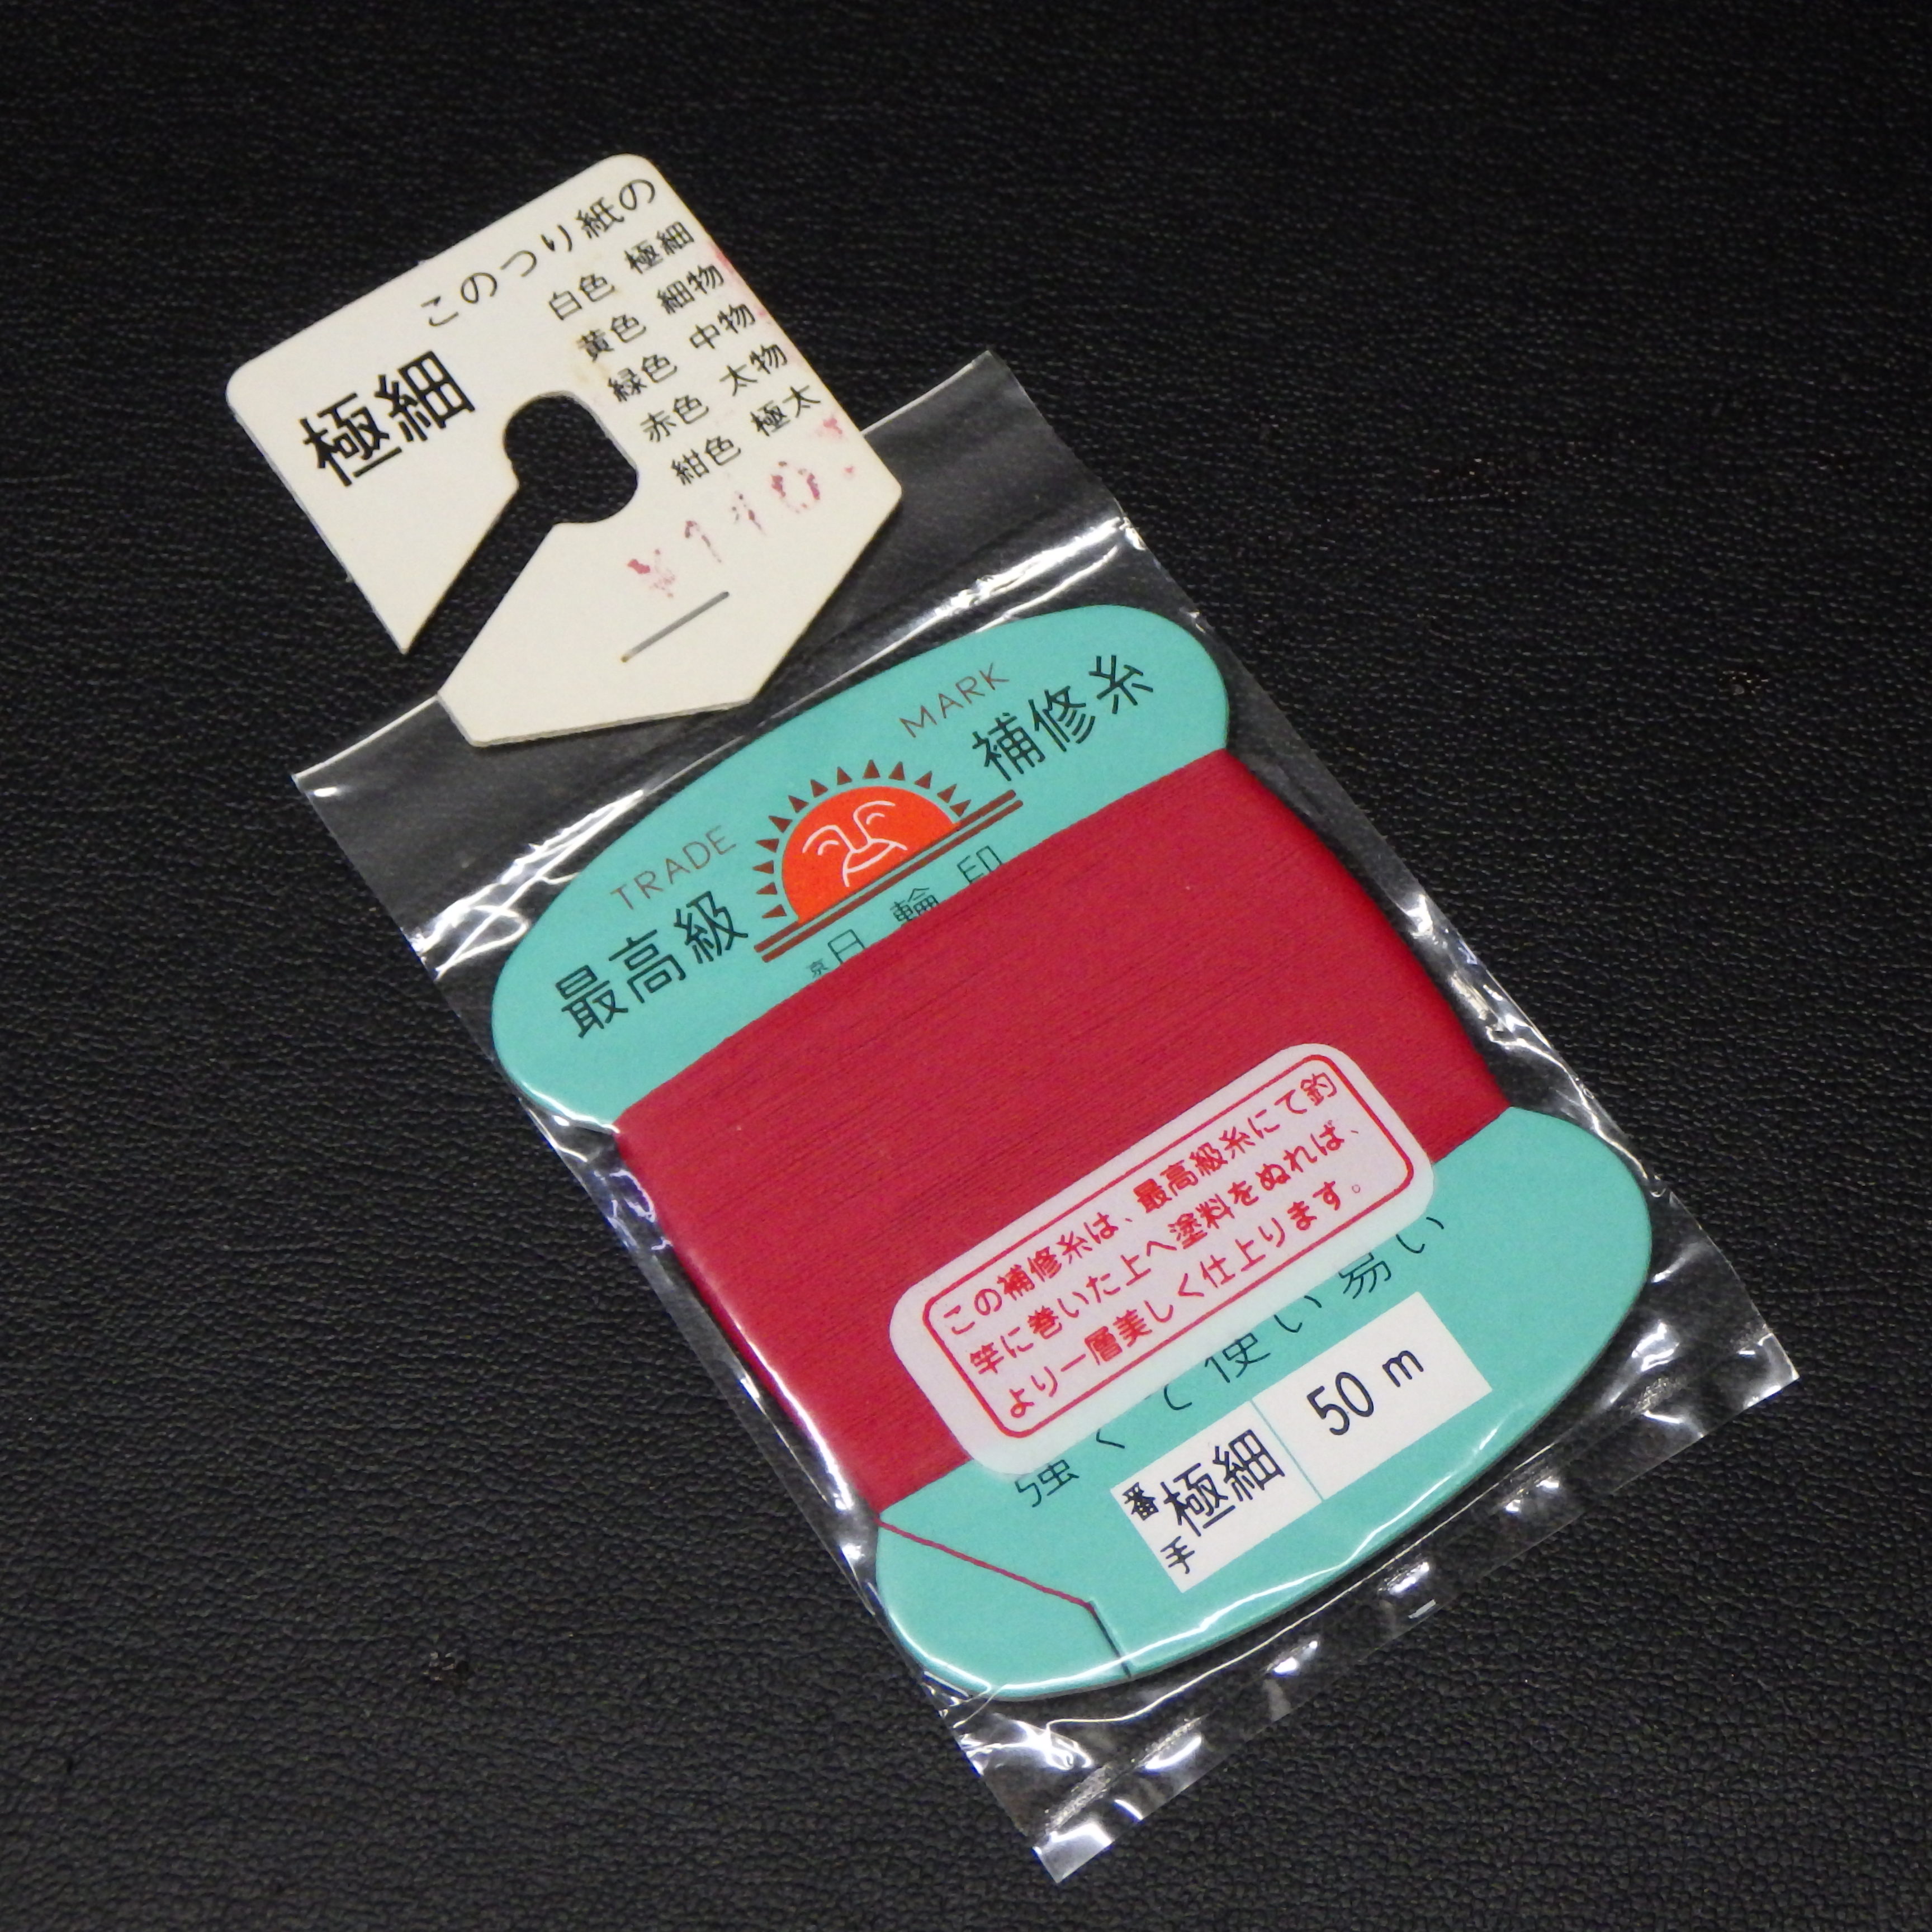 このつり紙の
極細
白色 極細
黄色 細物
緑色 中物
赤色 太物
紺色 極太
TRADE MARK
最高級 補修糸
京日輪印
この補修糸は、最高級糸にて釣
竿に巻いた上へ塗料をぬれば、
より一層美しく仕上ります。
強くて使い易い
番手 極細 50 m